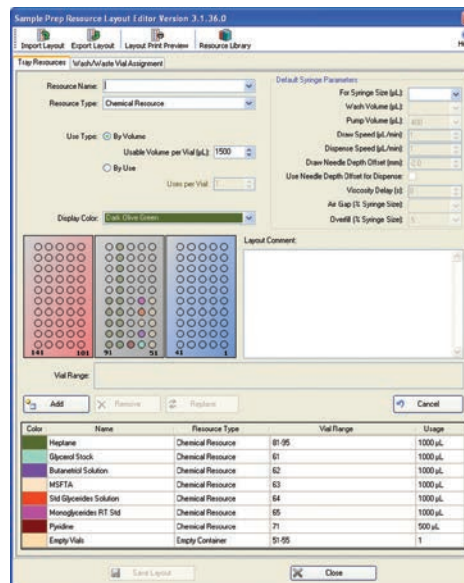 Sample Prep Resource Layout Editor Version 3.1.36.0
Import Layout Export Layout Layout Print Preview Resource Library
Tray Resources Wash/Waste Vial Assignment
Resource Name:
Resource Type: Chemical Resource
Use Type: By Volume
Usable Volume per Vial (µL): 1500
By Use
Uses per Vial:
Display Color: Dark Olive Green
Default Syringe Parameters
For Syringe Size (µL):
Wash Volume (µL):
Pump Volume (µL):
Draw Speed (µL/min):
Dispense Speed (µL/min):
Draw Needle Depth Offset (mm):
Use Needle Depth Offset for Dispense:
Viscosity Delay (s):
Air Gap (% Syringe Size):
Overfill (% Syringe Size):
141 101 91 51 41 1
Layout Comment:
Vial Range:
Add Remove Replace Cancel
Color Name Resource Type Vial Range Usage
Heptane Chemical Resource 81-95 1000 µL
Glycerol Stock Chemical Resource 61 1000 µL
Butanetriol Solution Chemical Resource 62 1000 µL
MSFTA Chemical Resource 63 1000 µL
Std Glycerides Solution Chemical Resource 64 1000 µL
Monoglycerides RT Std Chemical Resource 65 1000 µL
Pyridine Chemical Resource 71 500 µL
Empty Vials Empty Container 51-55 1
Save Layout Close